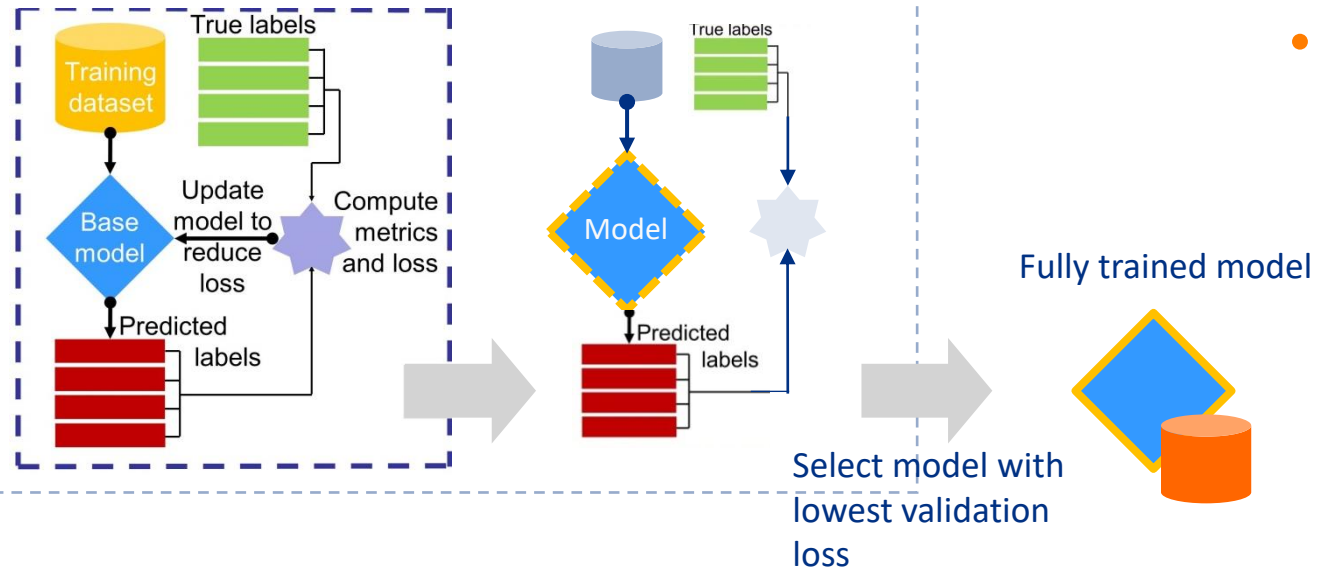 True labels
Training
dataset
Update
model to
reduce
loss
Base
model
Compute
metrics
and loss
Predicted
labels
True labels
Model
Predicted
labels
Select model with
lowest validation
loss
Fully trained model